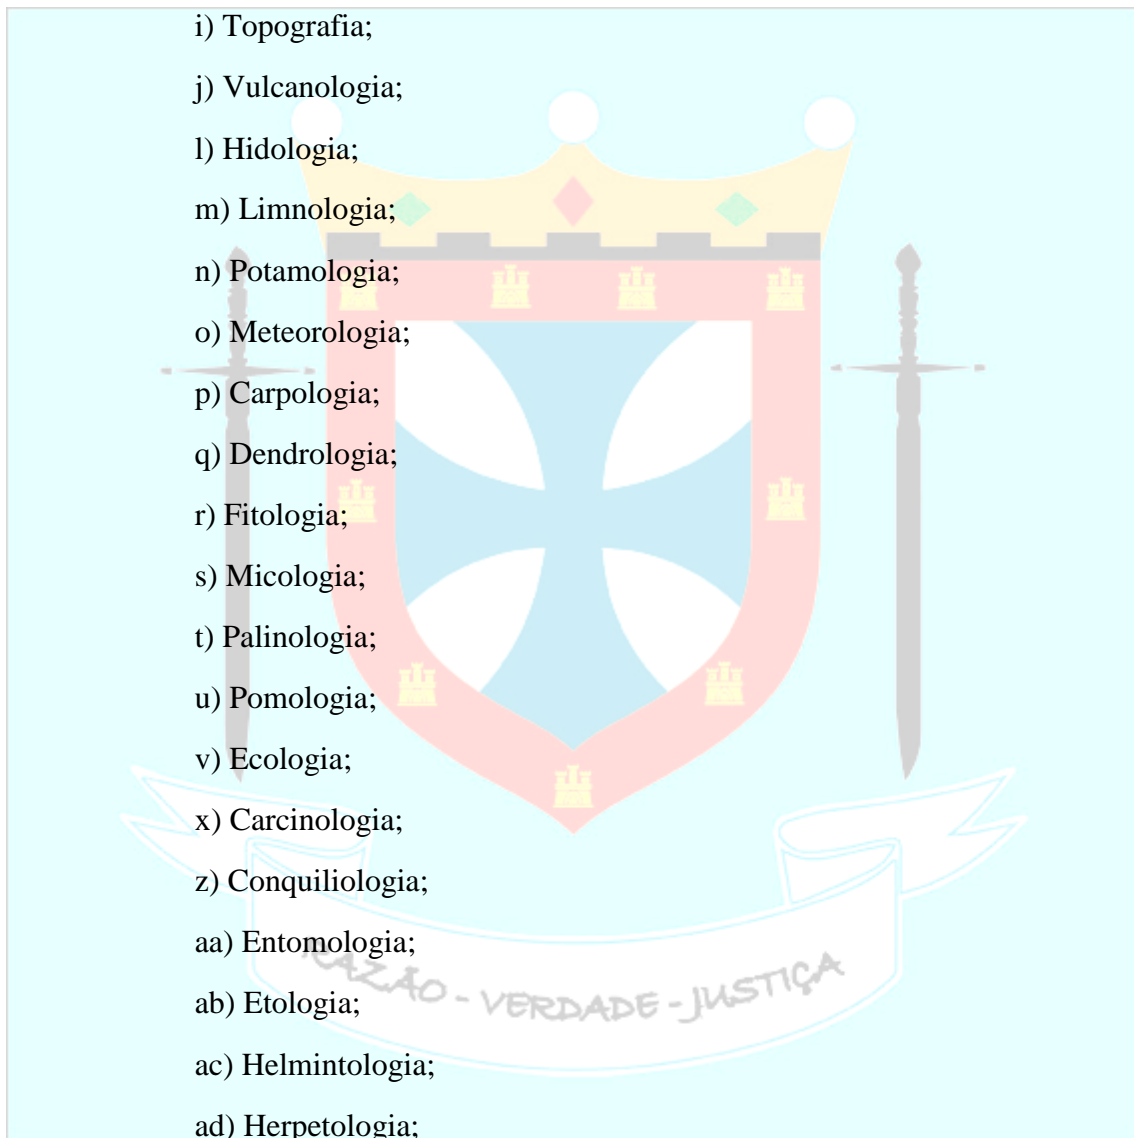 i) Topografia;
j) Vulcanologia;
l) Hidologia;
m) Limnologia;
n) Potamologia;
o) Meteorologia;
p) Carpologia;
q) Dendrologia;
r) Fitologia;
s) Micologia;
t) Palinologia;
u) Pomologia;
v) Ecologia;
x) Carcinologia;
z) Conquiliologia;
aa) Entomologia;
RAZÃO - VERDADE - JUSTIÇA
ab) Etologia;
ac) Helmintologia;
ad) Herpetologia;